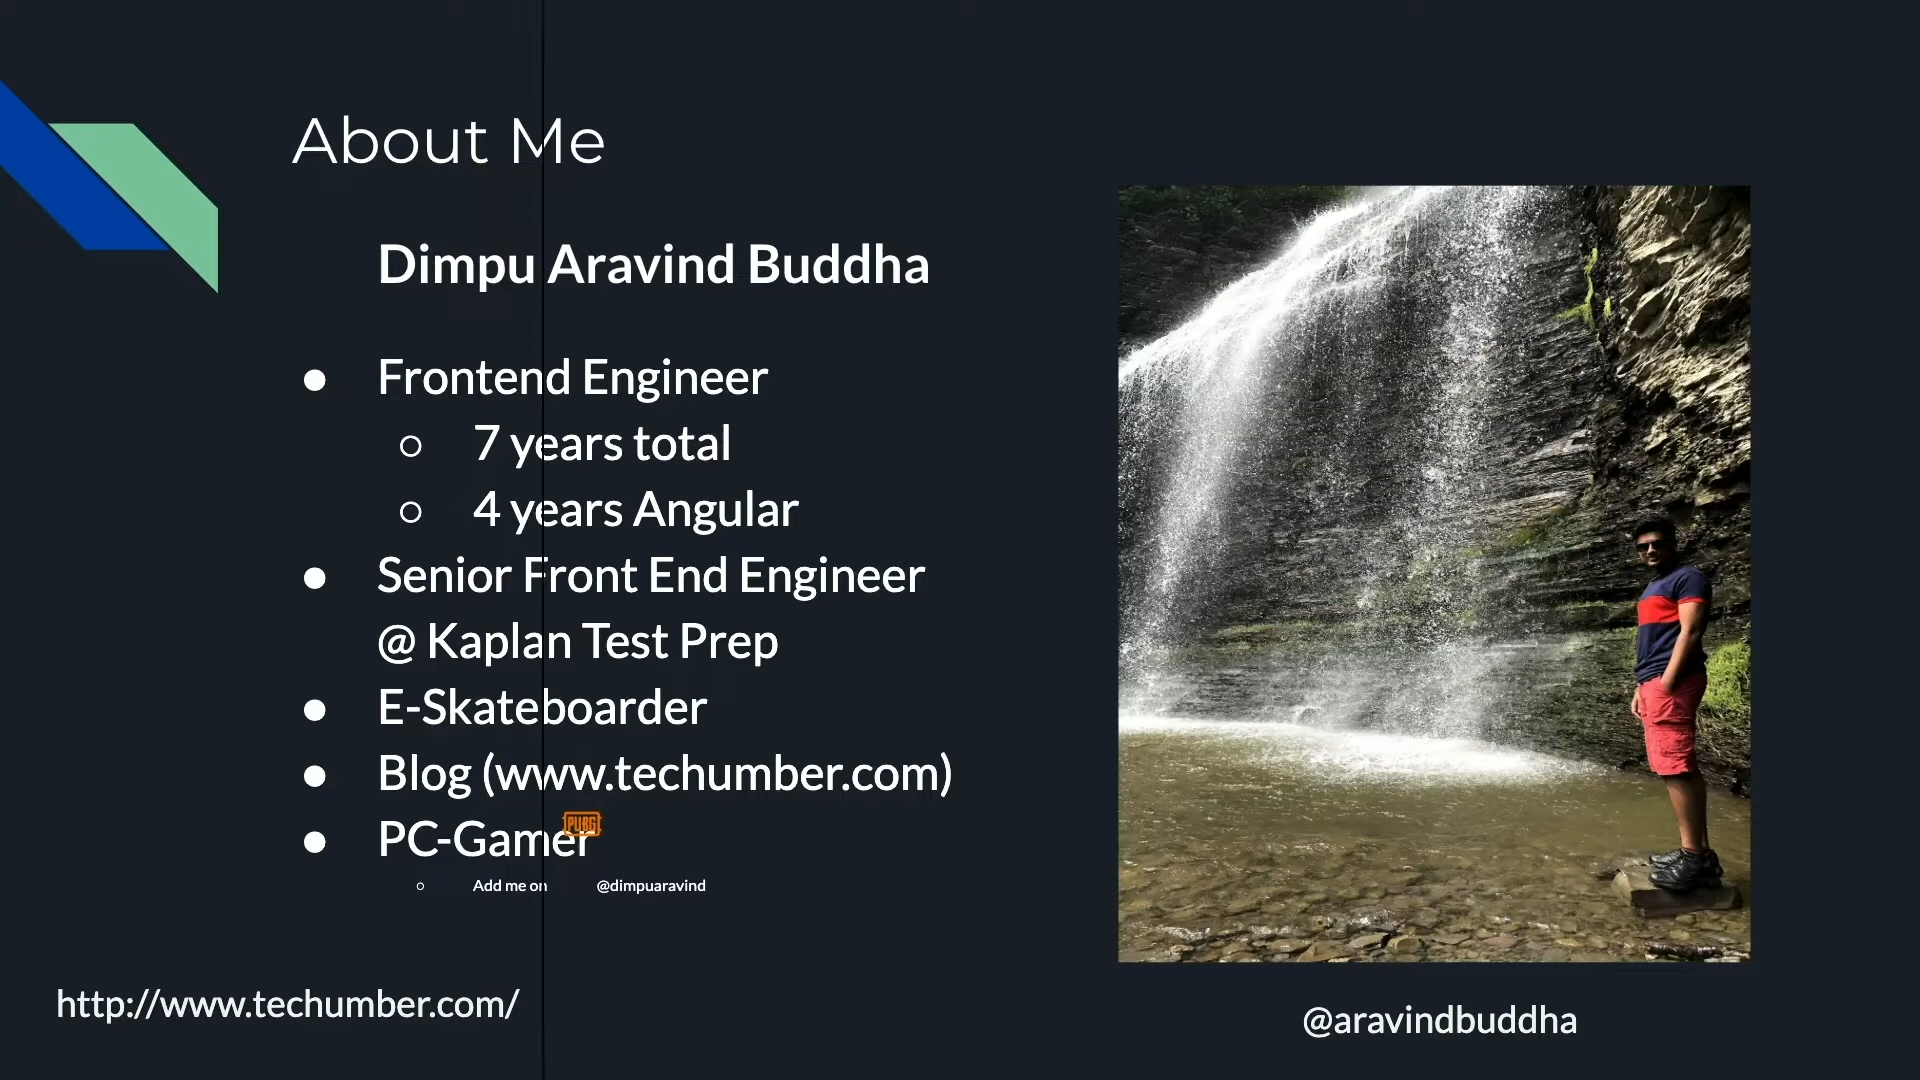 About Me
Dimpu Aravind Buddha
● Frontend Engineer
○ 7 years total
○ 4 years Angular
● Senior Front End Engineer
@ Kaplan Test Prep
● E-Skateboarder
● Blog (www.techumber.com)
● PC-Gamer
PUBG
○ Add me on @dimpuaravind
http://www.techumber.com/
@aravindbuddha